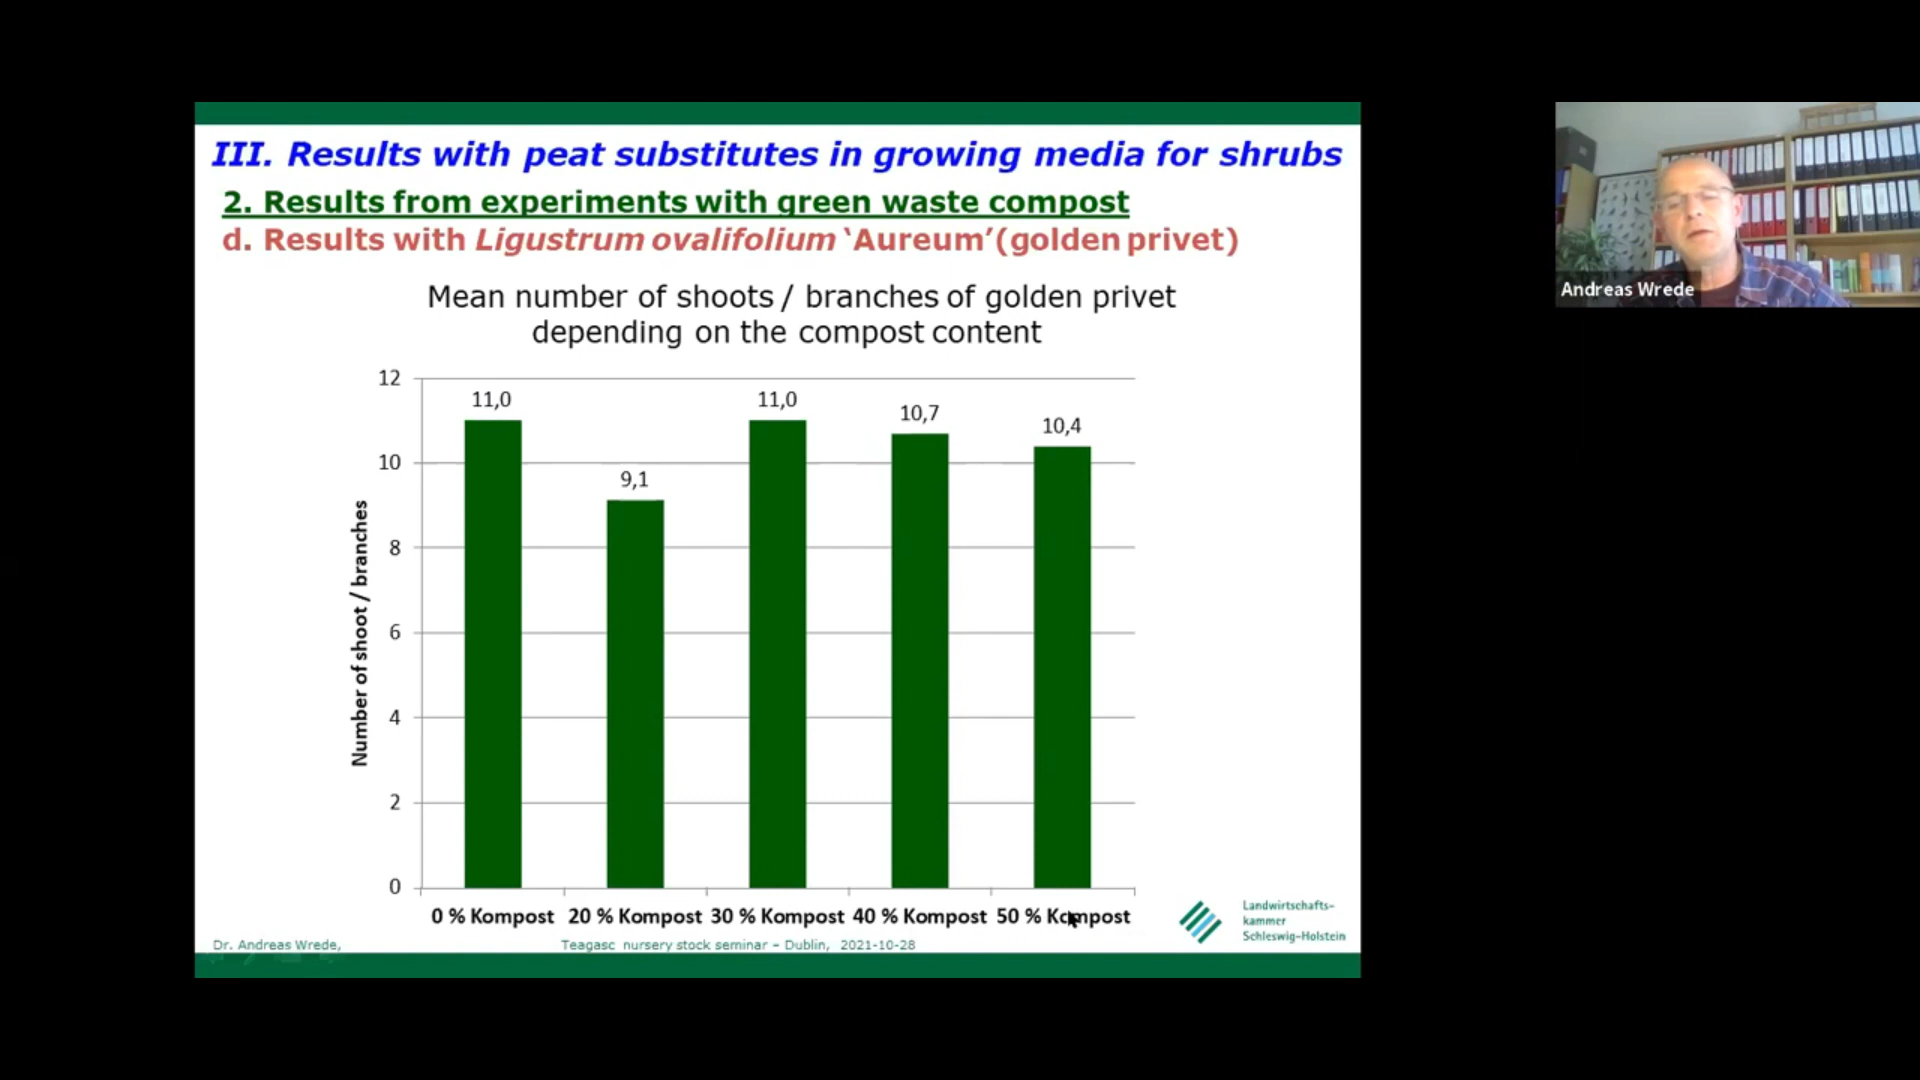 III. Results with peat substitutes in growing media for shrubs
2. Results from experiments with green waste compost
d. Results with Ligustrum ovalifolium ‘Aureum’(golden privet)
Mean number of shoots / branches of golden privet
depending on the compost content
Number of shoot / branches
12
10
8
6
4
2
0
11,0
9,1
11,0
10,7
10,4
0 % Kompost
20 % Kompost
30 % Kompost
40 % Kompost
50 % Kompost
Dr. Andreas Wrede,
Teagasc nursery stock seminar – Dublin, 2021-10-28
Landwirtschafts-
kammer
Schleswig-Holstein
Andreas Wrede